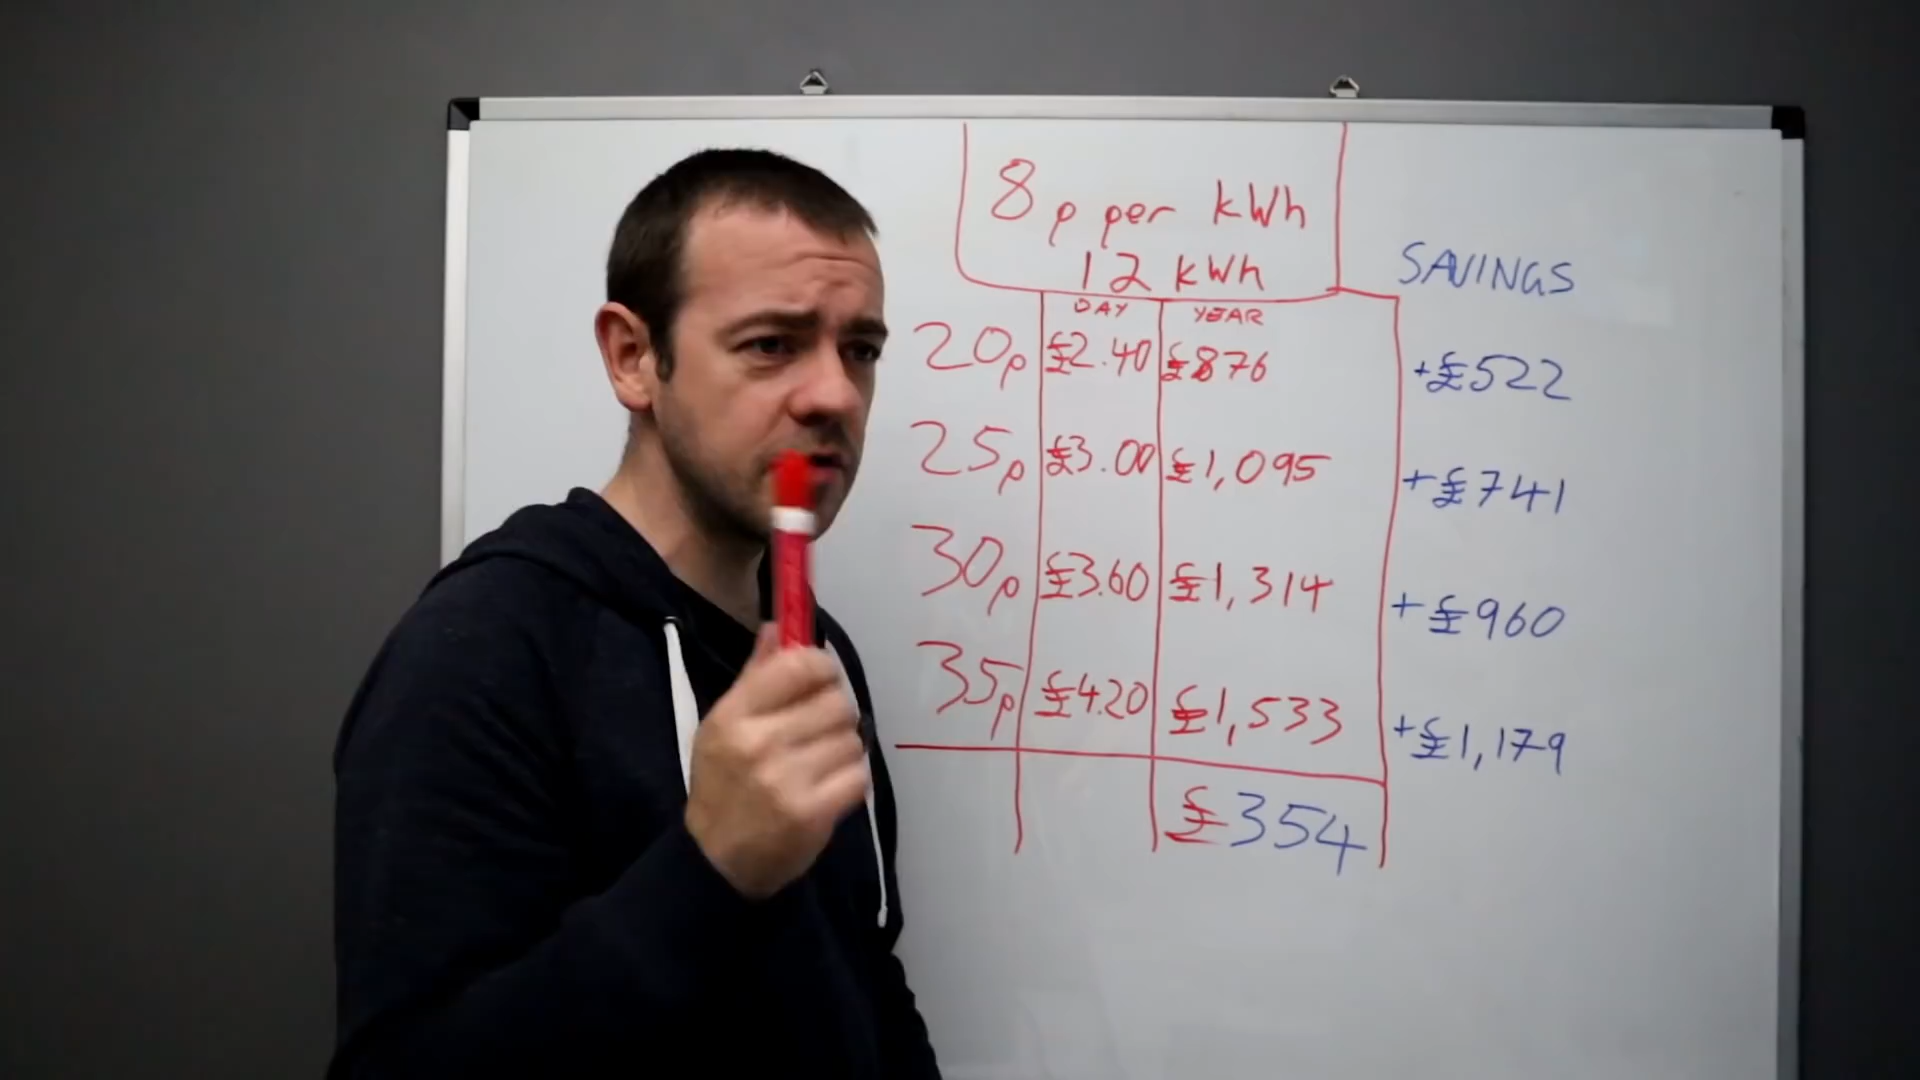 8p per kWh
12 kWh
SAVINGS
DAY YEAR
20p £2.40 £876 +£522
25p £3.00 £1,095 +£741
30p £3.60 £1,314 +£960
35p £4.20 £1,533 +£1,179
£354